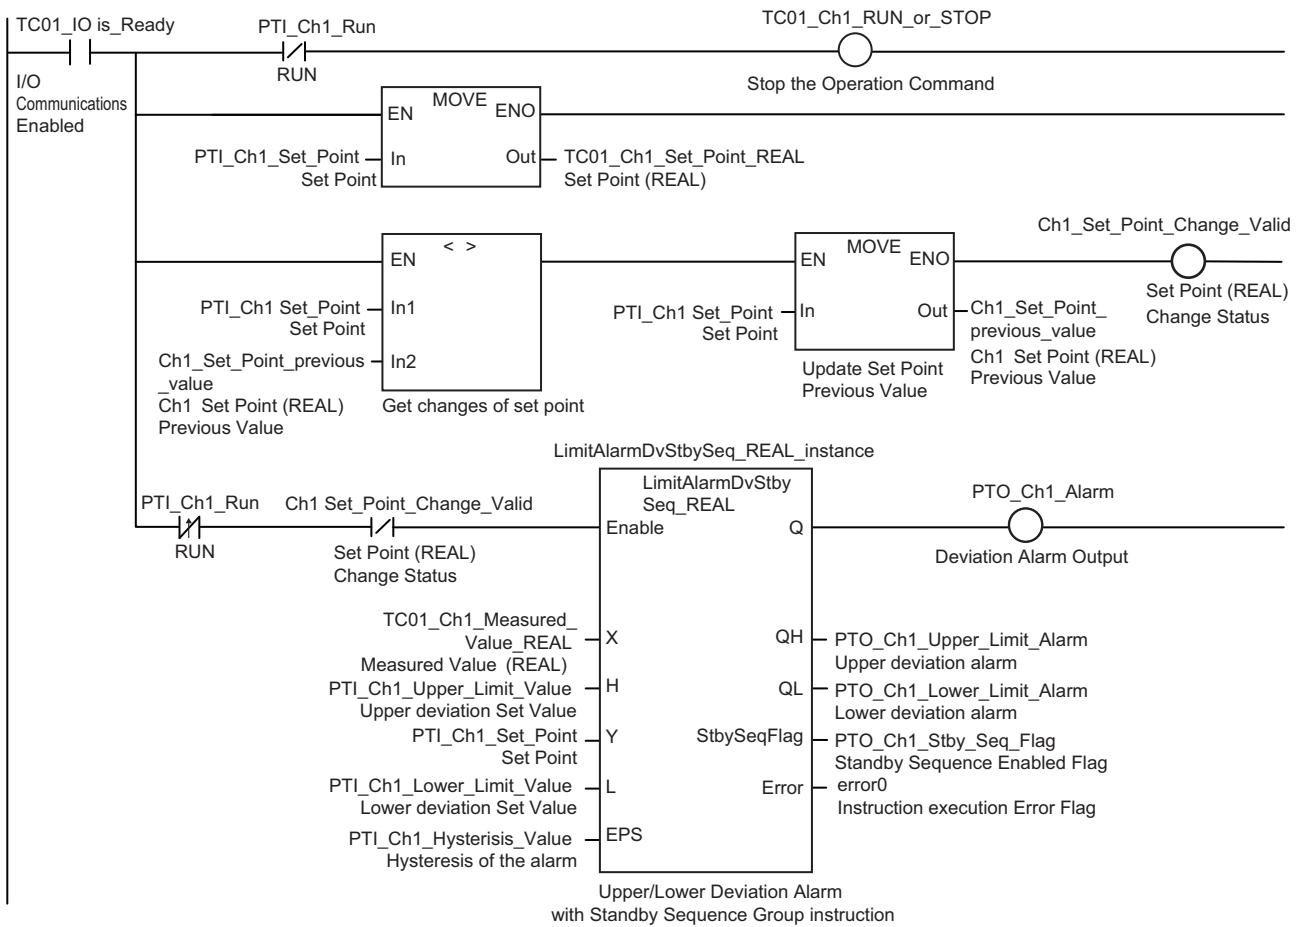 TC01_IO is_Ready
PTI_Ch1_Run
TC01_Ch1_RUN_or_STOP
I/O
Communications
Enabled
RUN
Stop the Operation Command
MOVE
EN
ENO
PTI_Ch1_Set_Point
Set Point
In
Out
TC01_Ch1_Set_Point_REAL
Set Point (REAL)
< >
EN
PTI_Ch1 Set_Point
Set Point
In1
Ch1_Set_Point_previous
_value
Ch1 Set Point (REAL)
Previous Value
In2
Get changes of set point
MOVE
EN
ENO
PTI_Ch1 Set_Point
Set Point
In
Out
Ch1_Set_Point_
previous_value
Ch1 Set Point (REAL)
Previous Value
Update Set Point
Previous Value
Ch1_Set_Point_Change_Valid
Set Point (REAL)
Change Status
LimitAlarmDvStbySeq_REAL_instance
PTI_Ch1_Run
RUN
Ch1 Set_Point_Change_Valid
Set Point (REAL)
Change Status
LimitAlarmDvStby
Seq_REAL
Enable
Q
PTO_Ch1_Alarm
Deviation Alarm Output
TC01_Ch1_Measured_
Value_REAL
Measured Value (REAL)
X
QH
PTO_Ch1_Upper_Limit_Alarm
Upper deviation alarm
PTI_Ch1_Upper_Limit_Value
Upper deviation Set Value
H
QL
PTO_Ch1_Lower_Limit_Alarm
Lower deviation alarm
PTI_Ch1_Set_Point
Set Point
Y
StbySeqFlag
PTO_Ch1_Stby_Seq_Flag
Standby Sequence Enabled Flag
PTI_Ch1_Lower_Limit_Value
Lower deviation Set Value
L
Error
error0
Instruction execution Error Flag
PTI_Ch1_Hysterisis_Value
Hysteresis of the alarm
EPS
Upper/Lower Deviation Alarm
with Standby Sequence Group instruction